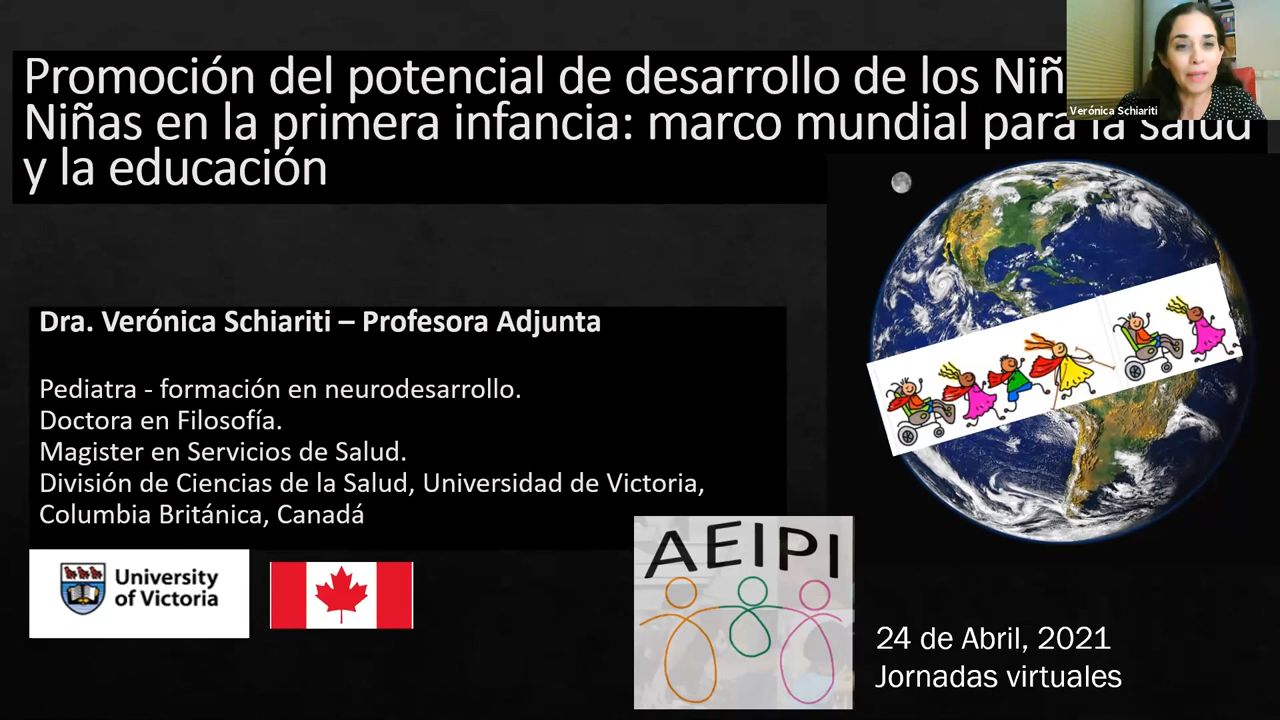 Promoción del potencial de desarrollo de los Niñ
Verónica Schiariti
Niñas en la primera infancia: marco mundial para la salud
y la educación
Dra. Verónica Schiariti – Profesora Adjunta
Pediatra - formación en neurodesarrollo.
Doctora en Filosofía.
Magister en Servicios de Salud.
División de Ciencias de la Salud, Universidad de Victoria,
Columbia Británica, Canadá
University
of Victoria
AEIPI
24 de Abril, 2021
Jornadas virtuales